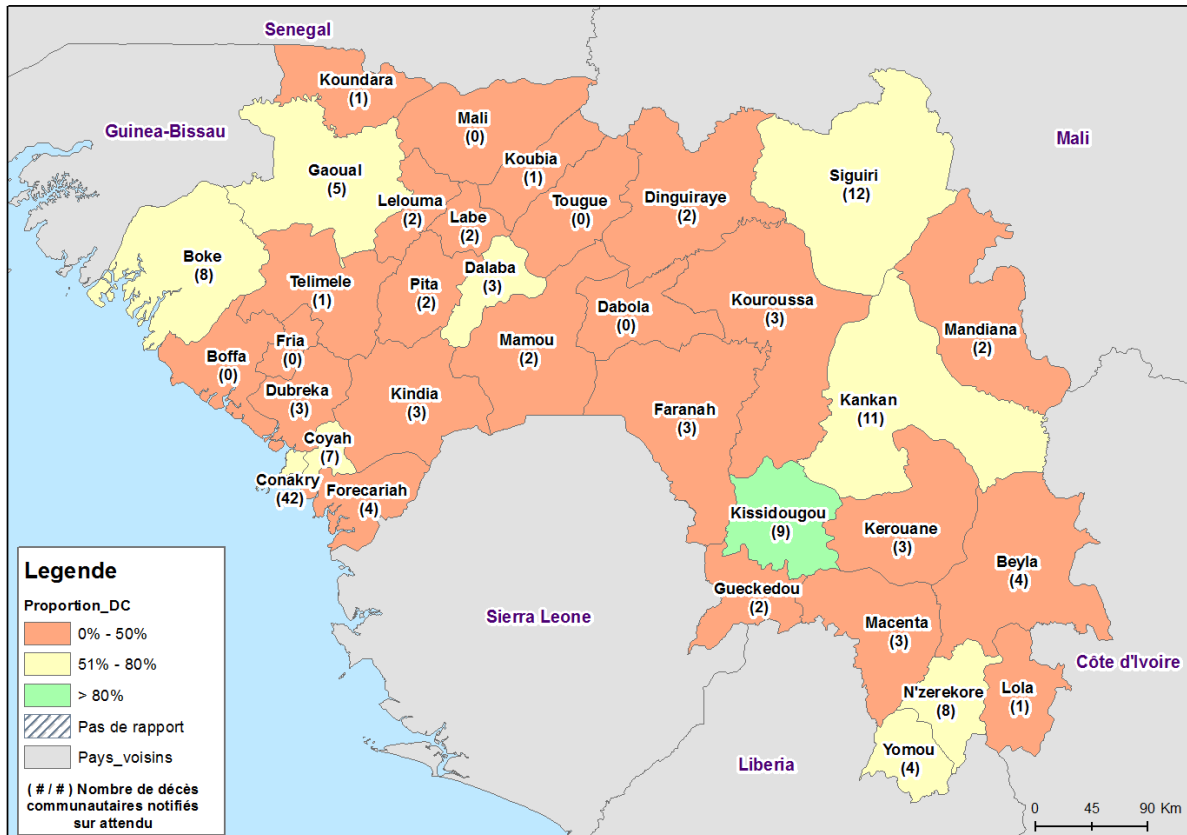 Senegal
Koundara
(1)
Guinea-Bissau
Mali
(0)
Mali
Koubia
(1)
Gaoual
(5)
Siguiri
(12)
Lelouma
(2)
Labe
(2)
Tougue
(0)
Dinguiraye
(2)
Boke
(8)
Telimele
(1)
Pita
(2)
Dalaba
(3)
Dabola
(0)
Kouroussa
(3)
Mandiana
(2)
Fria
(0)
Boffa
(0)
Mamou
(2)
Dubreka
(3)
Kindia
(3)
Faranah
(3)
Kankan
(11)
Coyah
(7)
Conakry
(42)
Forecariah
(4)
Kissidougou
(9)
Kerouane
(3)
Beyla
(4)
Gueckedou
(2)
Sierra Leone
Macenta
(3)
Côte d'Ivoire
N'zerekore
(8)
Lola
(1)
Yomou
(4)
Liberia
Legende
Proportion_DC
0% - 50%
51% - 80%
> 80%
Pas de rapport
Pays_voisins
( # / # ) Nombre de décès
communautaires notifiés
sur attendu
0 45 90 Km